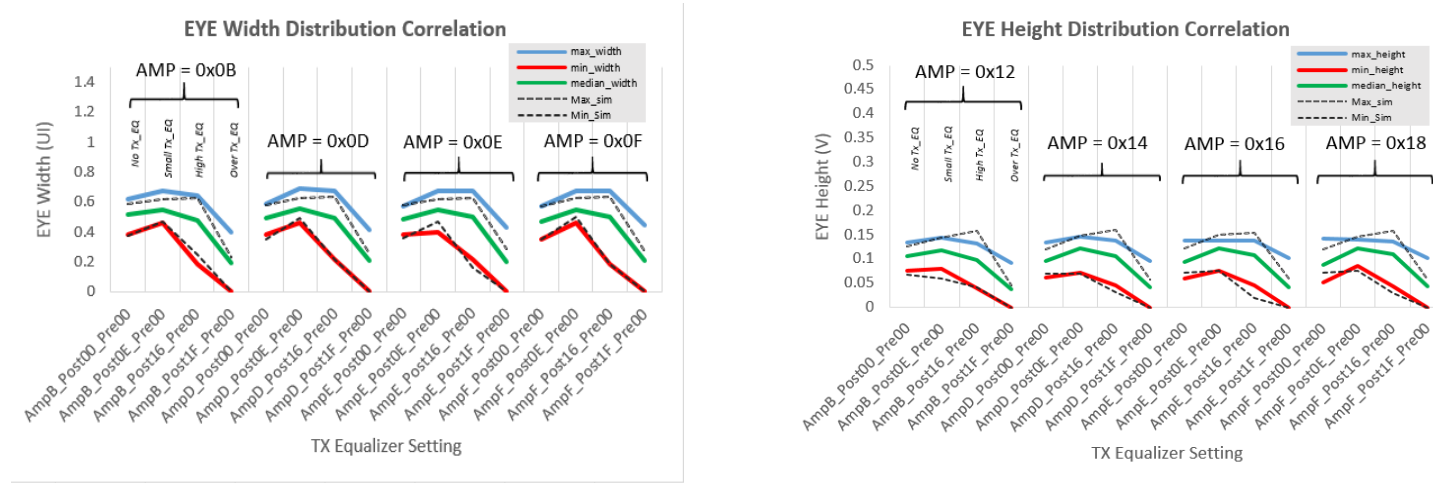 EYE Width Distribution Correlation
max_width
min_width
median_width
Max_sim
Min_Sim
AMP = 0x0B
AMP = 0x0D
AMP = 0x0E
AMP = 0x0F
No Tx_EQ
Small Tx_EQ
High Tx_EQ
Over Tx_EQ
EYE Width (UI)
1.4
1.2
1
0.8
0.6
0.4
0.2
0
AmpB_Post00_Pre00
AmpB_Post0E_Pre00
AmpB_Post16_Pre00
AmpB_Post1F_Pre00
AmpD_Post00_Pre00
AmpD_Post0E_Pre00
AmpD_Post16_Pre00
AmpD_Post1F_Pre00
AmpE_Post00_Pre00
AmpE_Post0E_Pre00
AmpE_Post16_Pre00
AmpE_Post1F_Pre00
AmpF_Post00_Pre00
AmpF_Post0E_Pre00
AmpF_Post16_Pre00
AmpF_Post1F_Pre00
TX Equalizer Setting
EYE Height Distribution Correlation
max_height
min_height
median_height
Max_sim
Min_Sim
AMP = 0x12
AMP = 0x14
AMP = 0x16
AMP = 0x18
No Tx_EQ
Small Tx_EQ
High Tx_EQ
Over Tx_EQ
EYE Height (V)
0.5
0.45
0.4
0.35
0.3
0.25
0.2
0.15
0.1
0.05
0
AmpB_Post00_Pre00
AmpB_Post0E_Pre00
AmpB_Post16_Pre00
AmpB_Post1F_Pre00
AmpD_Post00_Pre00
AmpD_Post0E_Pre00
AmpD_Post16_Pre00
AmpD_Post1F_Pre00
AmpE_Post00_Pre00
AmpE_Post0E_Pre00
AmpE_Post16_Pre00
AmpE_Post1F_Pre00
AmpF_Post00_Pre00
AmpF_Post0E_Pre00
AmpF_Post16_Pre00
AmpF_Post1F_Pre00
TX Equalizer Setting